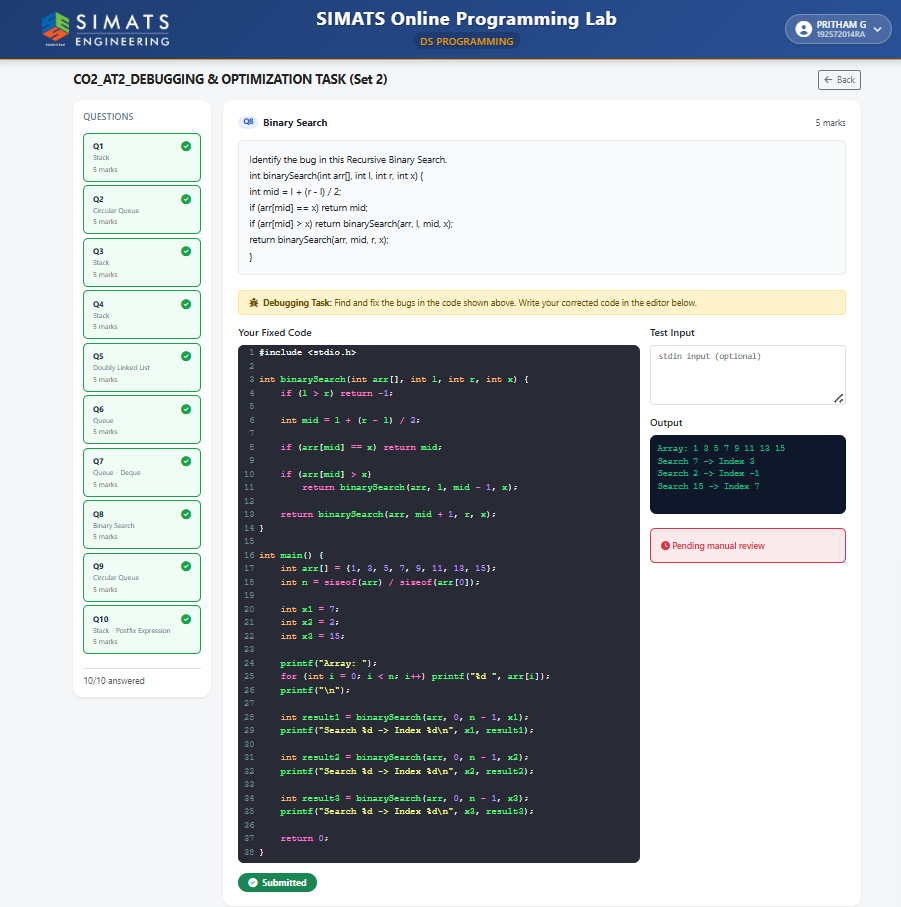 SIMATS
ENGINEERING
SIMATS Online Programming Lab
DS PROGRAMMING
PRITHAM G
192572014RA
CO2_AT2_DEBUGGING & OPTIMIZATION TASK (Set 2)
← Back
QUESTIONS
Q1
Stack
5 marks
Q2
Circular Queue
5 marks
Q3
Stack
5 marks
Q4
Stack
5 marks
Q5
Doubly Linked List
5 marks
Q6
Queue
5 marks
Q7
Queue · Deque
5 marks
Q8
Binary Search
5 marks
Q9
Circular Queue
5 marks
Q10
Stack · Postfix Expression
5 marks
10/10 answered
Q8 Binary Search
5 marks
Identify the bug in this Recursive Binary Search.
int binarySearch(int arr[], int l, int r, int x) {
int mid = l + (r - l) / 2;
if (arr[mid] == x) return mid;
if (arr[mid] > x) return binarySearch(arr, l, mid, x);
return binarySearch(arr, mid, r, x);
}
Debugging Task: Find and fix the bugs in the code shown above. Write your corrected code in the editor below.
Your Fixed Code
1 #include <stdio.h>
2
3 int binarySearch(int arr[], int l, int r, int x) {
4     if (l > r) return -1;
5
6     int mid = l + (r - l) / 2;
7
8     if (arr[mid] == x) return mid;
9
10     if (arr[mid] > x)
11         return binarySearch(arr, l, mid - 1, x);
12
13     return binarySearch(arr, mid + 1, r, x);
14 }
15
16 int main() {
17     int arr[] = {1, 3, 5, 7, 9, 11, 13, 15};
18     int n = sizeof(arr) / sizeof(arr[0]);
19
20     int x1 = 7;
21     int x2 = 2;
22     int x3 = 15;
23
24     printf("Array: ");
25     for (int i = 0; i < n; i++) printf("%d ", arr[i]);
26     printf("\n");
27
28     int result1 = binarySearch(arr, 0, n - 1, x1);
29     printf("Search %d -> Index %d\n", x1, result1);
30
31     int result2 = binarySearch(arr, 0, n - 1, x2);
32     printf("Search %d -> Index %d\n", x2, result2);
33
34     int result3 = binarySearch(arr, 0, n - 1, x3);
35     printf("Search %d -> Index %d\n", x3, result3);
36
37     return 0;
38 }
Submitted
Test Input
stdin input (optional)
Output
Array: 1 3 5 7 9 11 13 15
Search 7 -> Index 3
Search 2 -> Index -1
Search 15 -> Index 7
Pending manual review